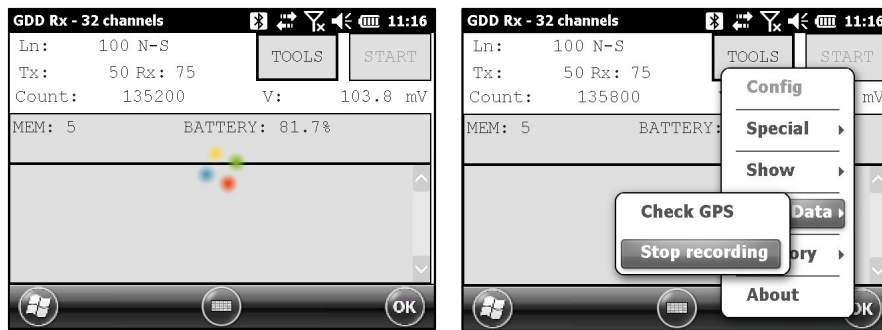 GDD Rx - 32 channels 11:16
Ln: 100 N-S
TOOLS START
Tx: 50 Rx: 75
Count: 135200 V: 103.8 mV
MEM: 5 BATTERY: 81.7%
OK
GDD Rx - 32 channels 11:16
Ln: 100 N-S
TOOLS START
Tx: 50 Rx: 75
Count: 135800 mV
MEM: 5 BATTERY:
Config
Special
Show
Data
Check GPS
Stop recording
ory
About
OK